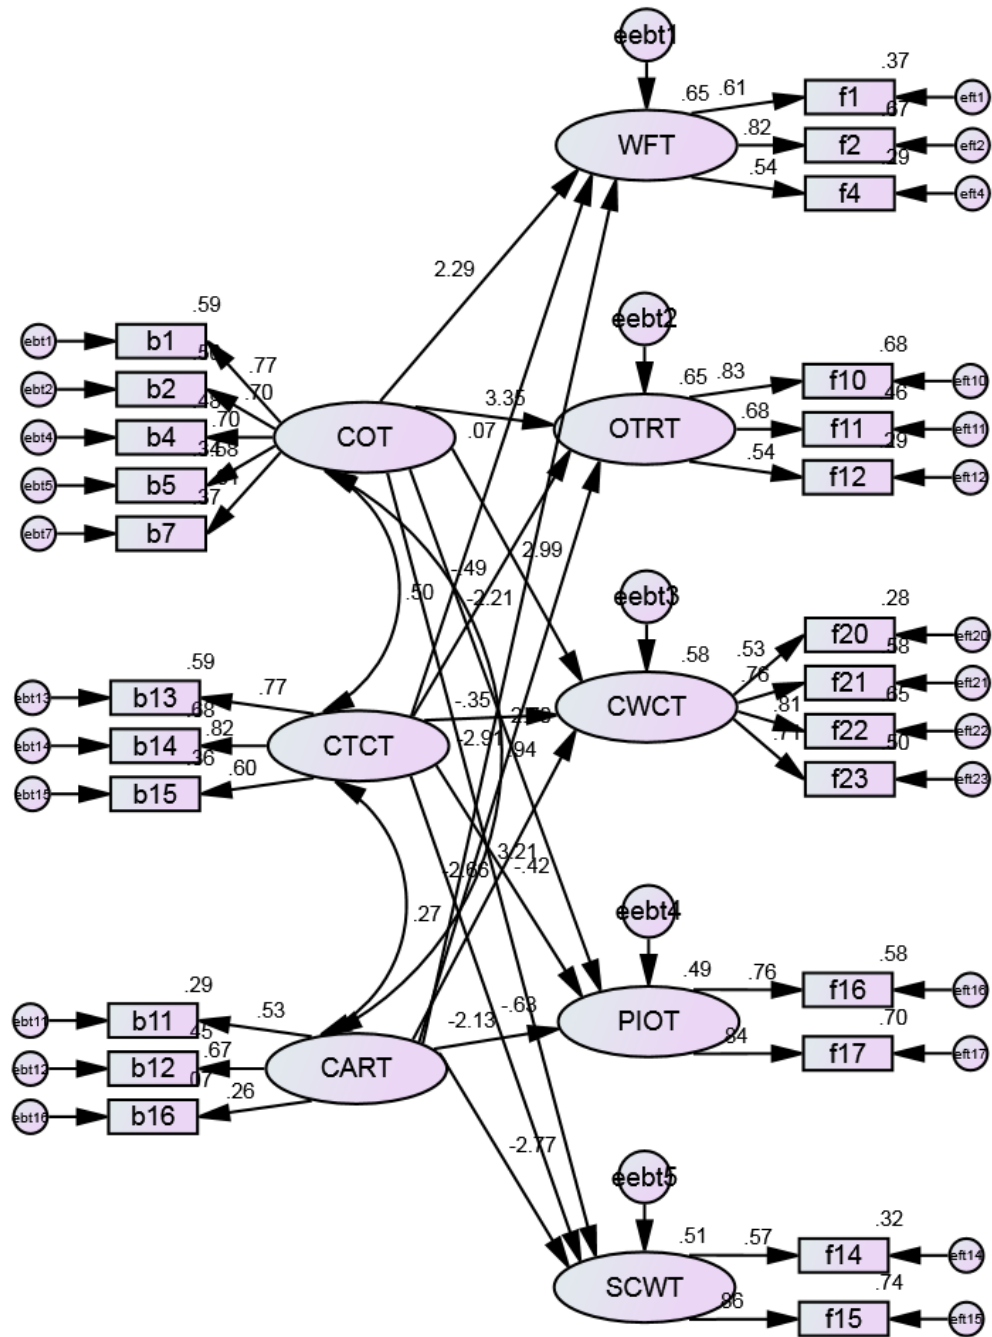 eebt1
.37
.65 .61 f1 eft1
.67
WFT .82 f2 eft2
.29
.54 f4 eft4
2.29
eebt2
.59
ebt1 b1 .77
.50
ebt2 b2 .70
.48
ebt4 b4 .70
.34 .58
ebt5 b5 .61
.37
ebt7 b7
COT
3.35
.07
.68
.65 .83 f10 eft10
.46
OTRT .68 f11 eft11
.29
.54 f12 eft12
2.99
-.49
.50 -2.21
eebt3
.28
.58 .53 f20 eft20
.58
.76 f21 eft21
CWCT .65
.81 f22 eft22
.71 .50
f23 eft23
.59
ebt13 b13 .77
.68
ebt14 b14 .82 CTCT
.36
ebt15 b15 .60
-.35
-2.91 .94
3.21
-2.66 -.42
.27
eebt4
.58
.49 .76 f16 eft16
PIOT .70
.84 f17 eft17
-.63
-2.13
.29
ebt11 b11 .53
.45
ebt12 b12 .67 CART
.07
ebt16 b16 .26
-2.77
eebt5
.32
.51 .57 f14 eft14
SCWT .74
.86 f15 eft15